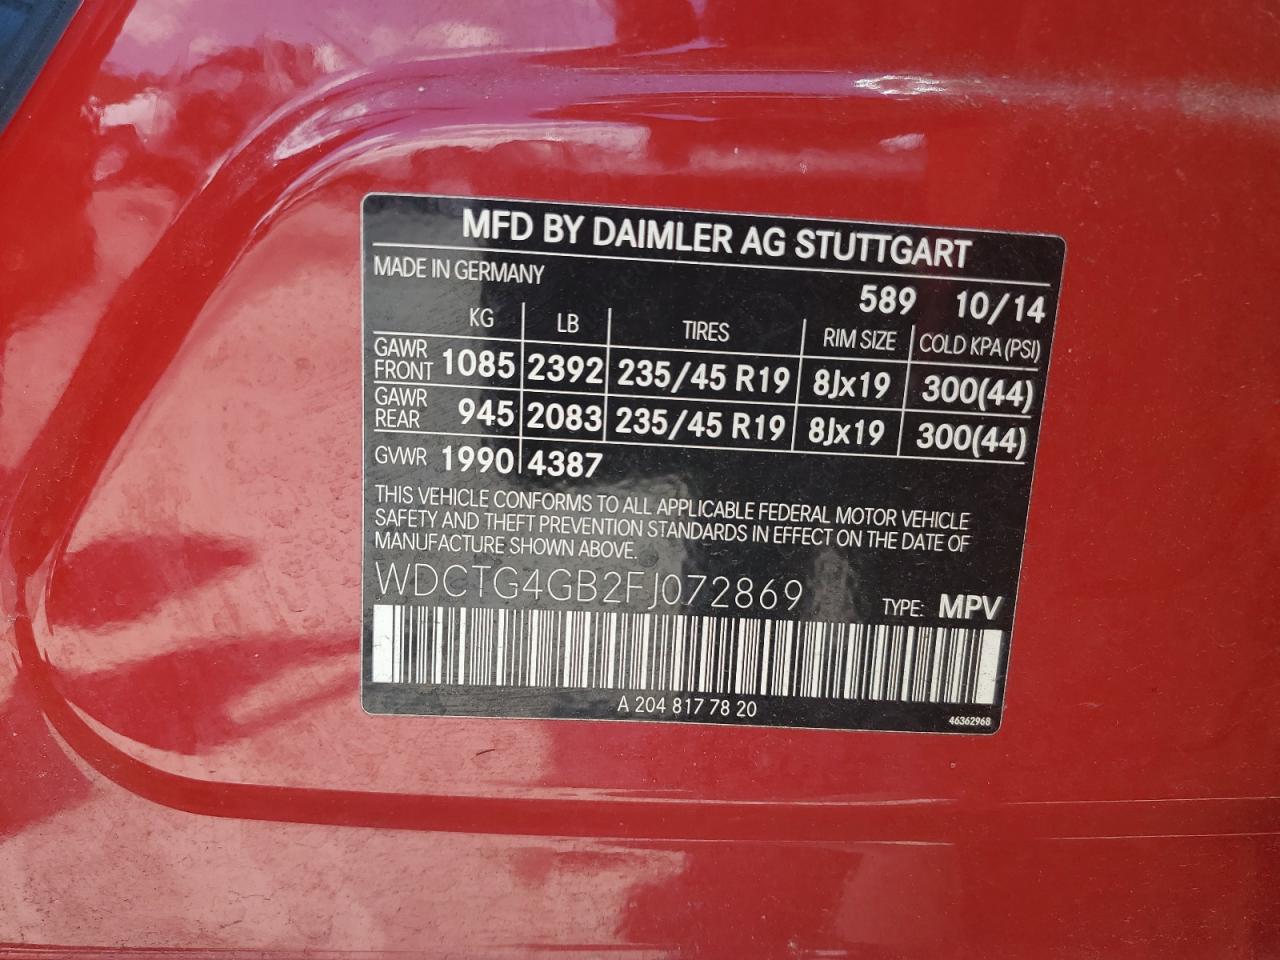 MFD BY DAIMLER AG STUTTGART
MADE IN GERMANY
589 10/14
KG LB TIRES RIM SIZE COLD KPA (PSI)
GAWR FRONT 1085 2392 235/45 R19 8Jx19 300(44)
GAWR REAR 945 2083 235/45 R19 8Jx19 300(44)
GVWR 1990 4387
THIS VEHICLE CONFORMS TO ALL APPLICABLE FEDERAL MOTOR VEHICLE
SAFETY AND THEFT PREVENTION STANDARDS IN EFFECT ON THE DATE OF
MANUFACTURE SHOWN ABOVE.
WDCTG4GB2FJ072869 TYPE: MPV
A 204 817 78 20
46362968